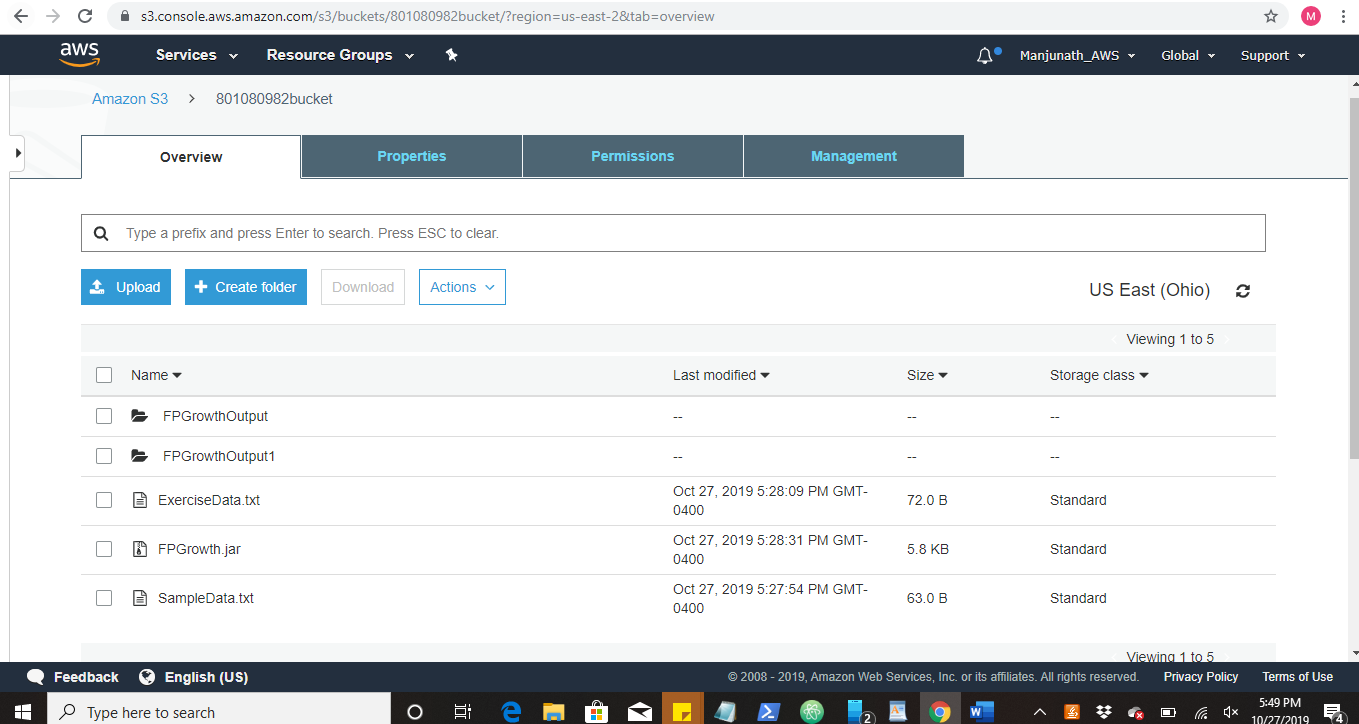 s3.console.aws.amazon.com/s3/buckets/801080982bucket/?region=us-east-2&tab=overview
M
aws Services Resource Groups Manjunath_AWS Global Support
Amazon S3 > 801080982bucket
Overview Properties Permissions Management
Type a prefix and press Enter to search. Press ESC to clear.
Upload + Create folder Download Actions US East (Ohio)
Viewing 1 to 5
Name Last modified Size Storage class
FPGrowthOutput -- -- --
FPGrowthOutput1 -- -- --
ExerciseData.txt Oct 27, 2019 5:28:09 PM GMT-
0400 72.0 B Standard
FPGrowth.jar Oct 27, 2019 5:28:31 PM GMT-
0400 5.8 KB Standard
SampleData.txt Oct 27, 2019 5:27:54 PM GMT-
0400 63.0 B Standard
Viewing 1 to 5
Feedback English (US) © 2008 - 2019, Amazon Web Services, Inc. or its affiliates. All rights reserved. Privacy Policy Terms of Use
Type here to search 2 5:49 PM
10/27/2019 4